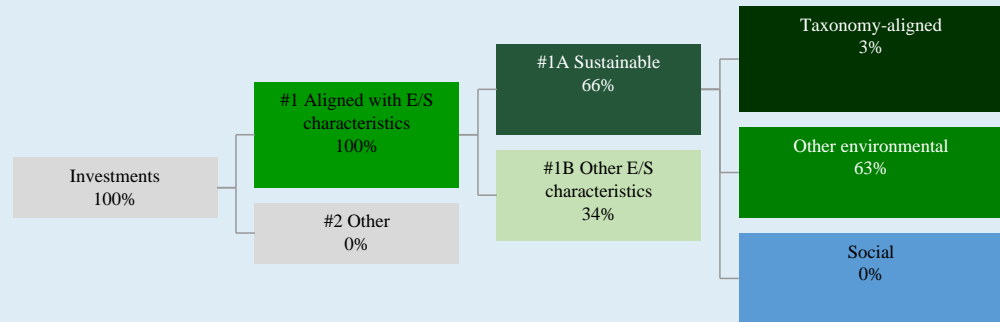 Investments
100%
#1 Aligned with E/S
characteristics
100%
#2 Other
0%
#1A Sustainable
66%
#1B Other E/S
characteristics
34%
Taxonomy-aligned
3%
Other environmental
63%
Social
0%